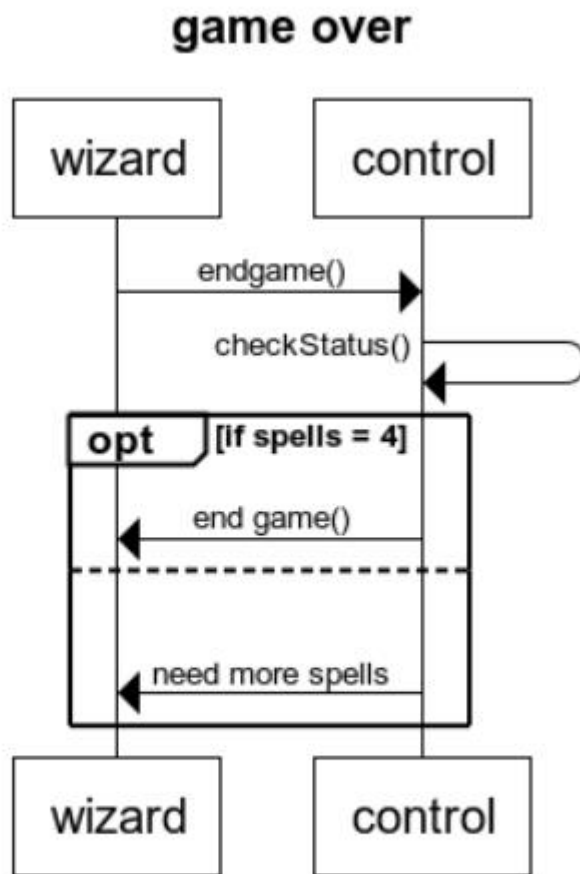 game over
wizard control
endgame()
checkStatus()
opt [if spells = 4]
end game()
need more spells
wizard control